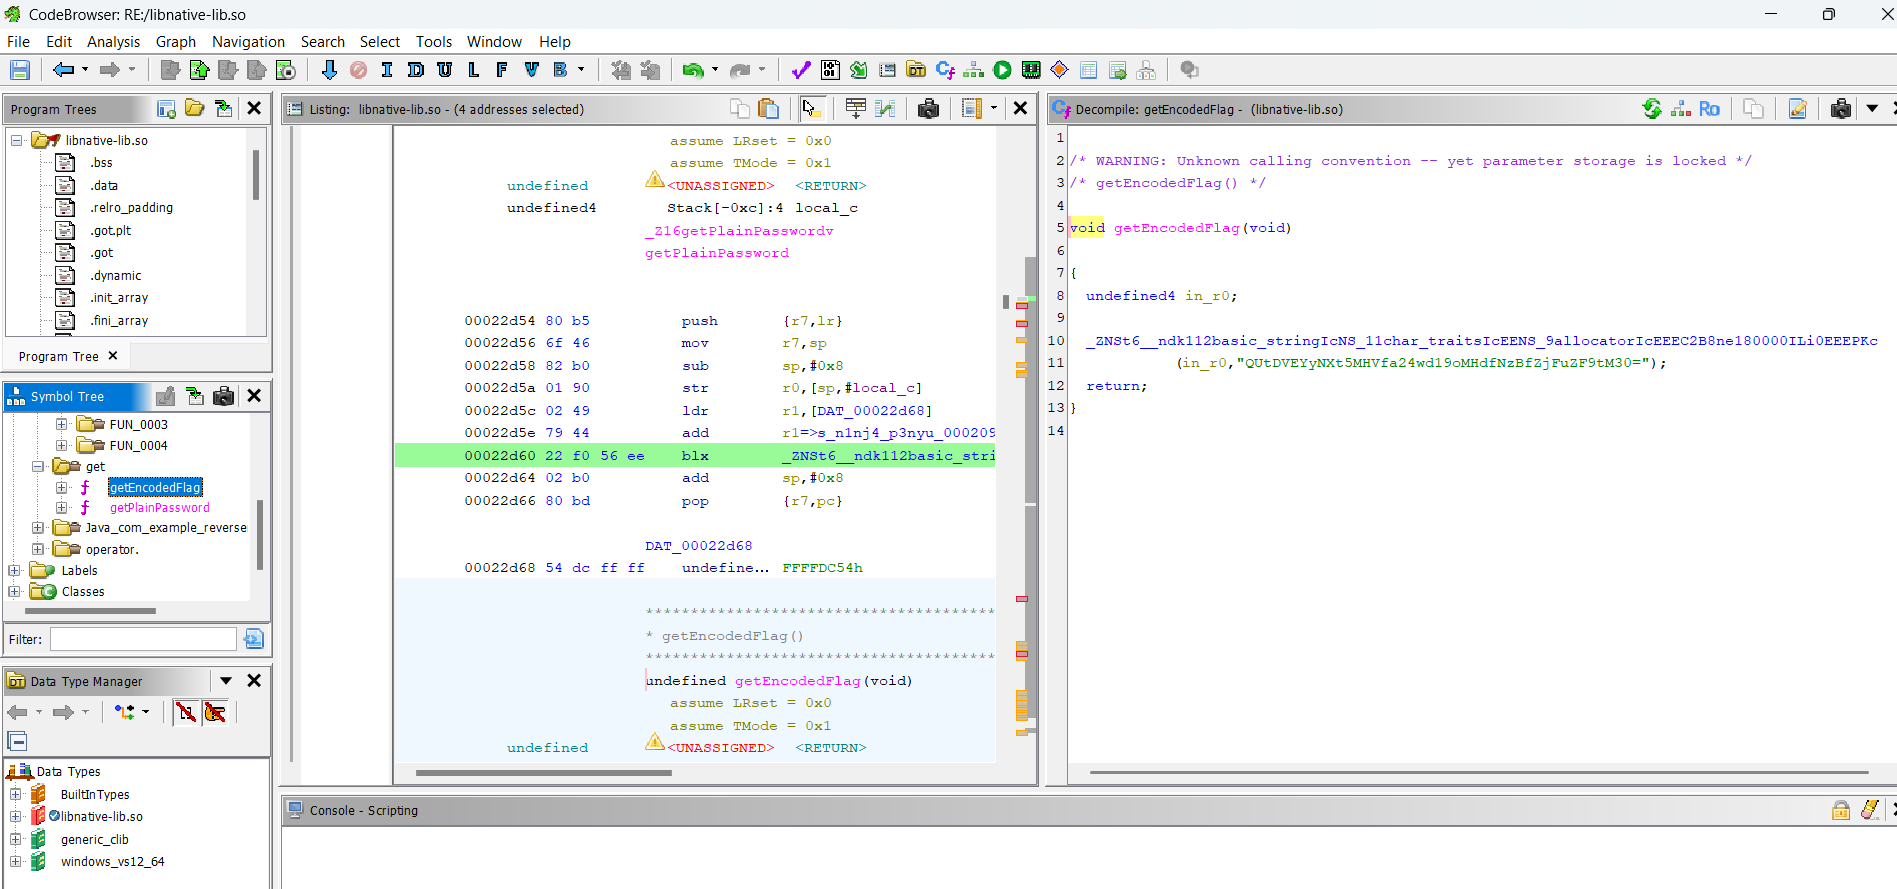 CodeBrowser: RE:/libnative-lib.so
File Edit Analysis Graph Navigation Search Select Tools Window Help
I D U L F V B
Program Trees
libnative-lib.so
.bss
.data
.relro_padding
.got.plt
.got
.dynamic
.init_array
.fini_array
Program Tree
Symbol Tree
FUN_0003
FUN_0004
get
getEncodedFlag
getPlainPassword
Java_com_example_reverse
operator.
Labels
Classes
Filter:
Data Type Manager
Data Types
BuiltInTypes
libnative-lib.so
generic_clib
windows_vs12_64
Listing: libnative-lib.so - (4 addresses selected)
assume LRset = 0x0
assume TMode = 0x1
undefined <UNASSIGNED> <RETURN>
undefined4 Stack[-0xc]:4 local_c
_Z16getPlainPasswordv
getPlainPassword
00022d54 80 b5 push {r7,lr}
00022d56 6f 46 mov r7,sp
00022d58 82 b0 sub sp,#0x8
00022d5a 01 90 str r0,[sp,#local_c]
00022d5c 02 49 ldr r1,[DAT_00022d68]
00022d5e 79 44 add r1=>s_n1nj4_p3nyu_000209
00022d60 22 f0 56 ee blx _ZNSt6__ndk112basic_stri
00022d64 02 b0 add sp,#0x8
00022d66 80 bd pop {r7,pc}
DAT_00022d68
00022d68 54 dc ff ff undefine... FFFFDC54h
***************************************
* getEncodedFlag()
***************************************
undefined getEncodedFlag(void)
assume LRset = 0x0
assume TMode = 0x1
undefined <UNASSIGNED> <RETURN>
Decompile: getEncodedFlag - (libnative-lib.so)
1
2 /* WARNING: Unknown calling convention -- yet parameter storage is locked */
3 /* getEncodedFlag() */
4
5 void getEncodedFlag(void)
6
7 {
8 undefined4 in_r0;
9
10 _ZNSt6__ndk112basic_stringIcNS_11char_traitsIcEENS_9allocatorIcEEEC2B8ne180000ILi0EEEPKc
11 (in_r0,"QUtDVEYyNXt5MHVfa24wd19oMHdfNzBfZjFuZF9tM30=");
12 return;
13 }
14
Console - Scripting